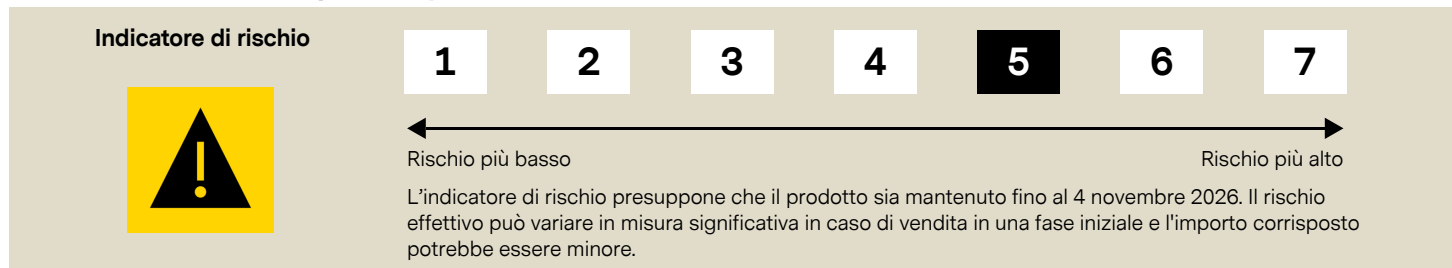 Indicatore di rischio
1 2 3 4 5 6 7
Rischio più basso Rischio più alto
L'indicatore di rischio presuppone che il prodotto sia mantenuto fino al 4 novembre 2026. Il rischio
effettivo può variare in misura significativa in caso di vendita in una fase iniziale e l'importo corrisposto
potrebbe essere minore.